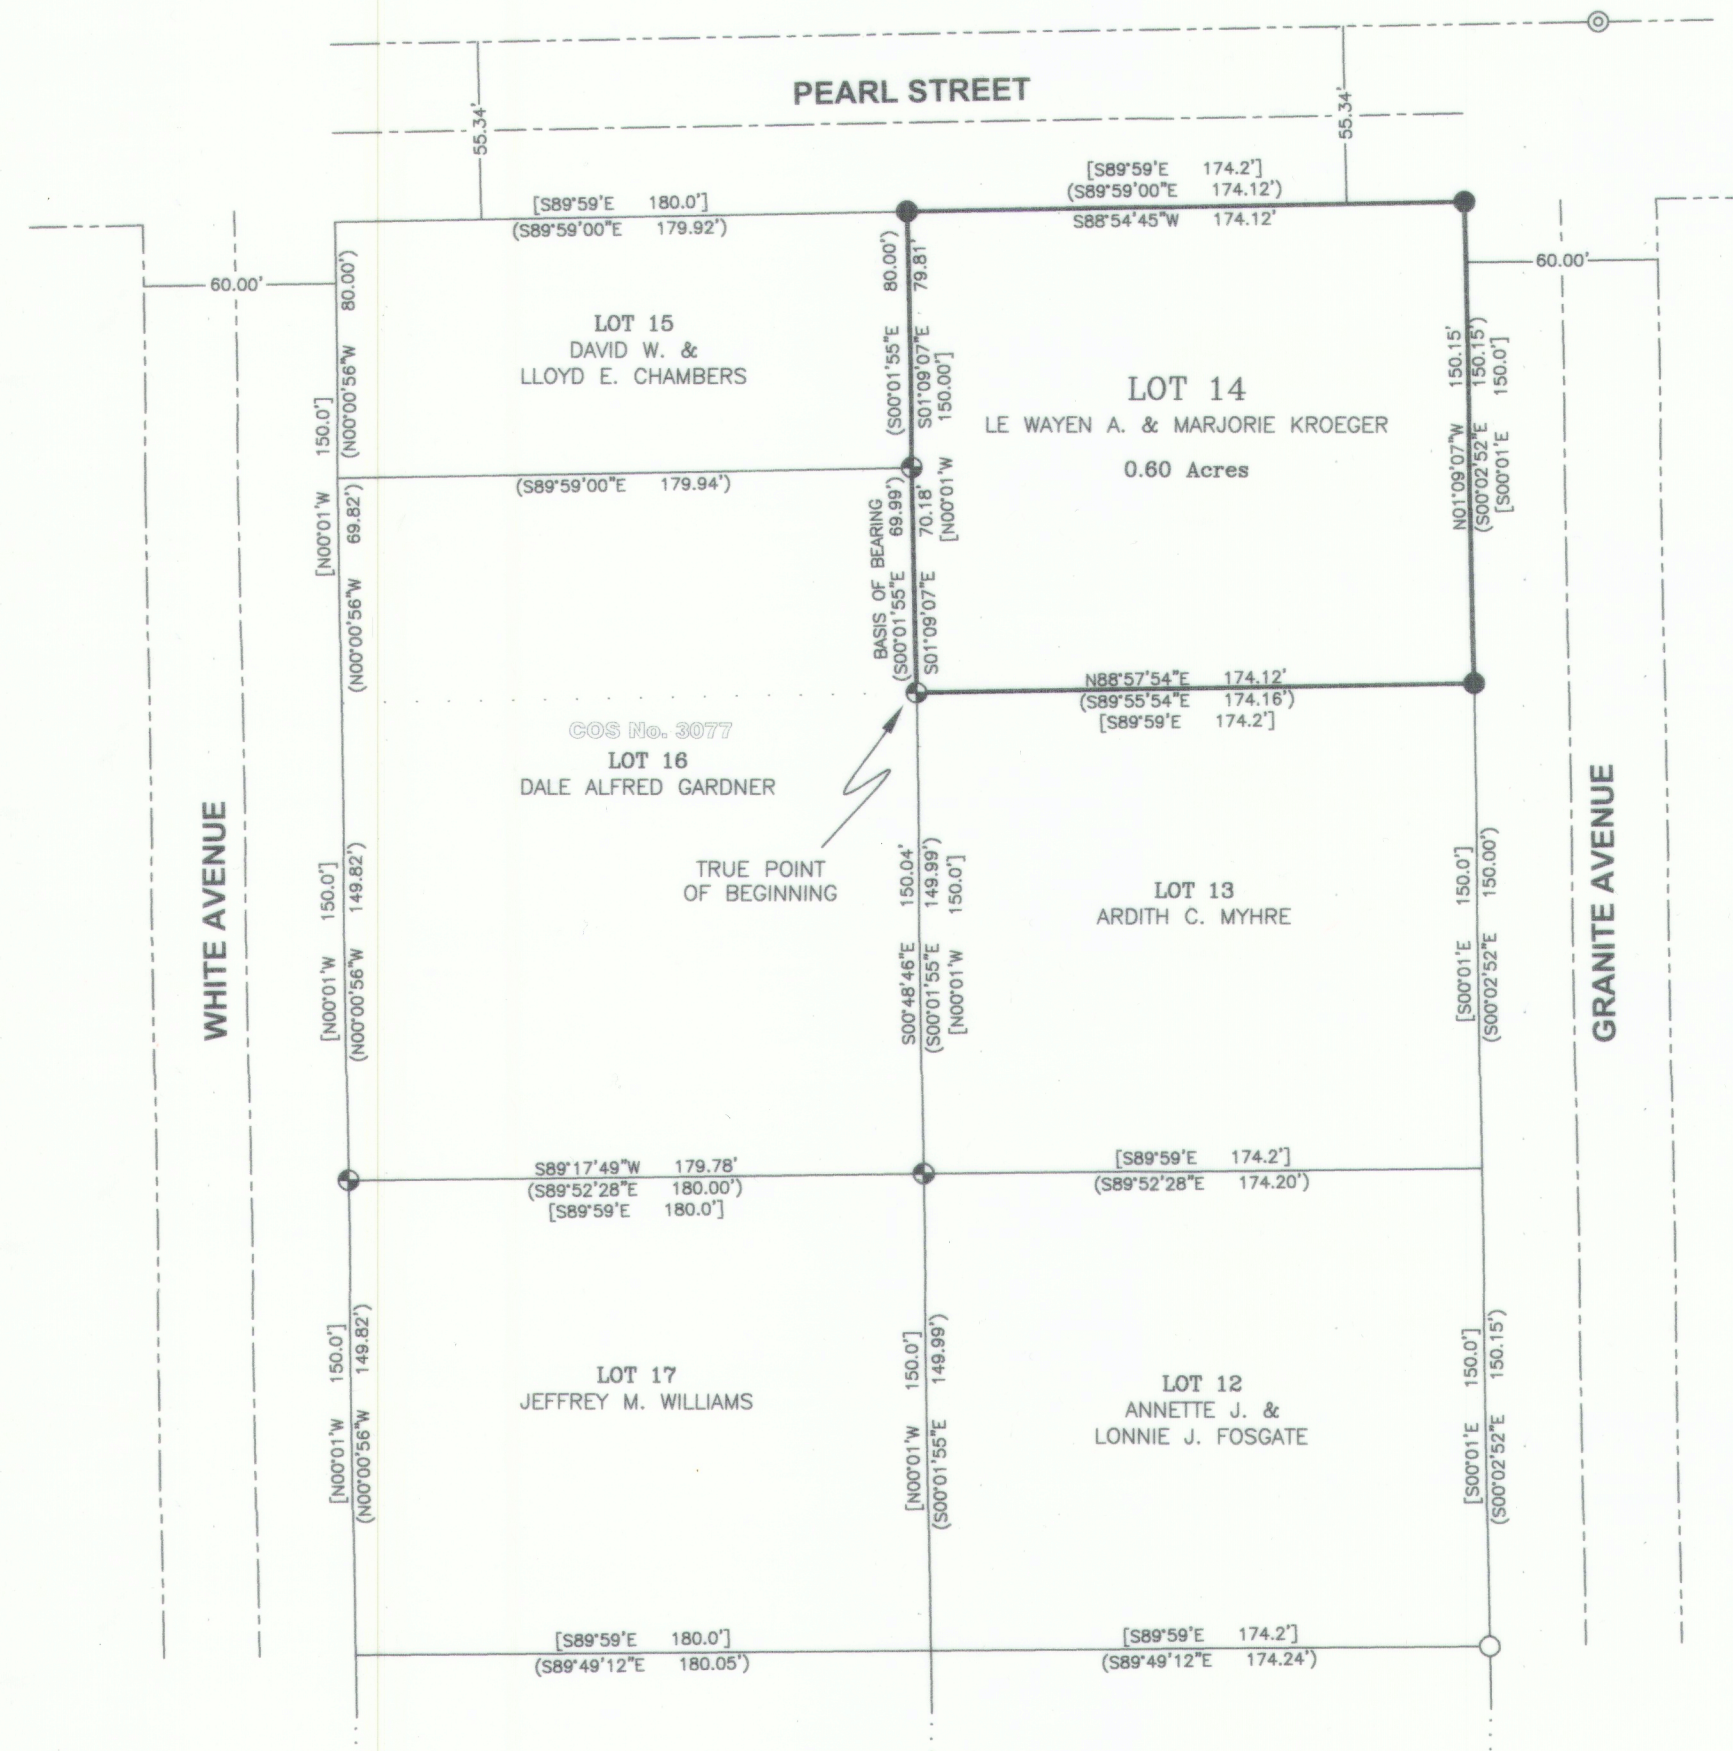 PEARL STREET
55.34'
55.34'
[S89°59'E 174.2']
(S89°59'00"E 174.12')
S88°54'45"W 174.12'
[S89°59'E 180.0']
(S89°59'00"E 179.92')
60.00'
60.00'
(N00°00'56"W 80.00')
[N00°01'W 150.0']
(N00°00'56"W 69.82')
LOT 15
DAVID W. &
LLOYD E. CHAMBERS
(S00°01'55"E 80.00')
S01°09'07"E 79.81'
[N00°01'W 150.00']
LOT 14
LE WAYEN A. & MARJORIE KROEGER
0.60 Acres
N01°09'07"W 150.15'
(S00°02'52"E 150.15')
[S00°01'E 150.0']
(S89°59'00"E 179.94')
BASIS OF BEARING
(S00°01'55"E 69.99')
S01°09'07"E 70.18'
N88°57'54"E 174.12'
(S89°55'54"E 174.16')
[S89°59'E 174.2']
COS No. 3077
LOT 16
DALE ALFRED GARDNER
TRUE POINT
OF BEGINNING
WHITE AVENUE
[N00°01'W 150.0']
(N00°00'56"W 149.82')
S00°48'46"E 150.04'
(S00°01'55"E 149.99')
[N00°01'W 150.0']
LOT 13
ARDITH C. MYHRE
[S00°01'E 150.0']
(S00°02'52"E 150.00')
GRANITE AVENUE
S89°17'49"W 179.78'
(S89°52'28"E 180.00')
[S89°59'E 180.0']
[S89°59'E 174.2']
(S89°52'28"E 174.20')
[N00°01'W 150.0']
(N00°00'56"W 149.82')
LOT 17
JEFFREY M. WILLIAMS
[N00°01'W 150.0']
(S00°01'55"E 149.99')
LOT 12
ANNETTE J. &
LONNIE J. FOSGATE
[S00°01'E 150.0']
(S00°02'52"E 150.15')
[S89°59'E 180.0']
(S89°49'12"E 180.05')
[S89°59'E 174.2']
(S89°49'12"E 174.24')